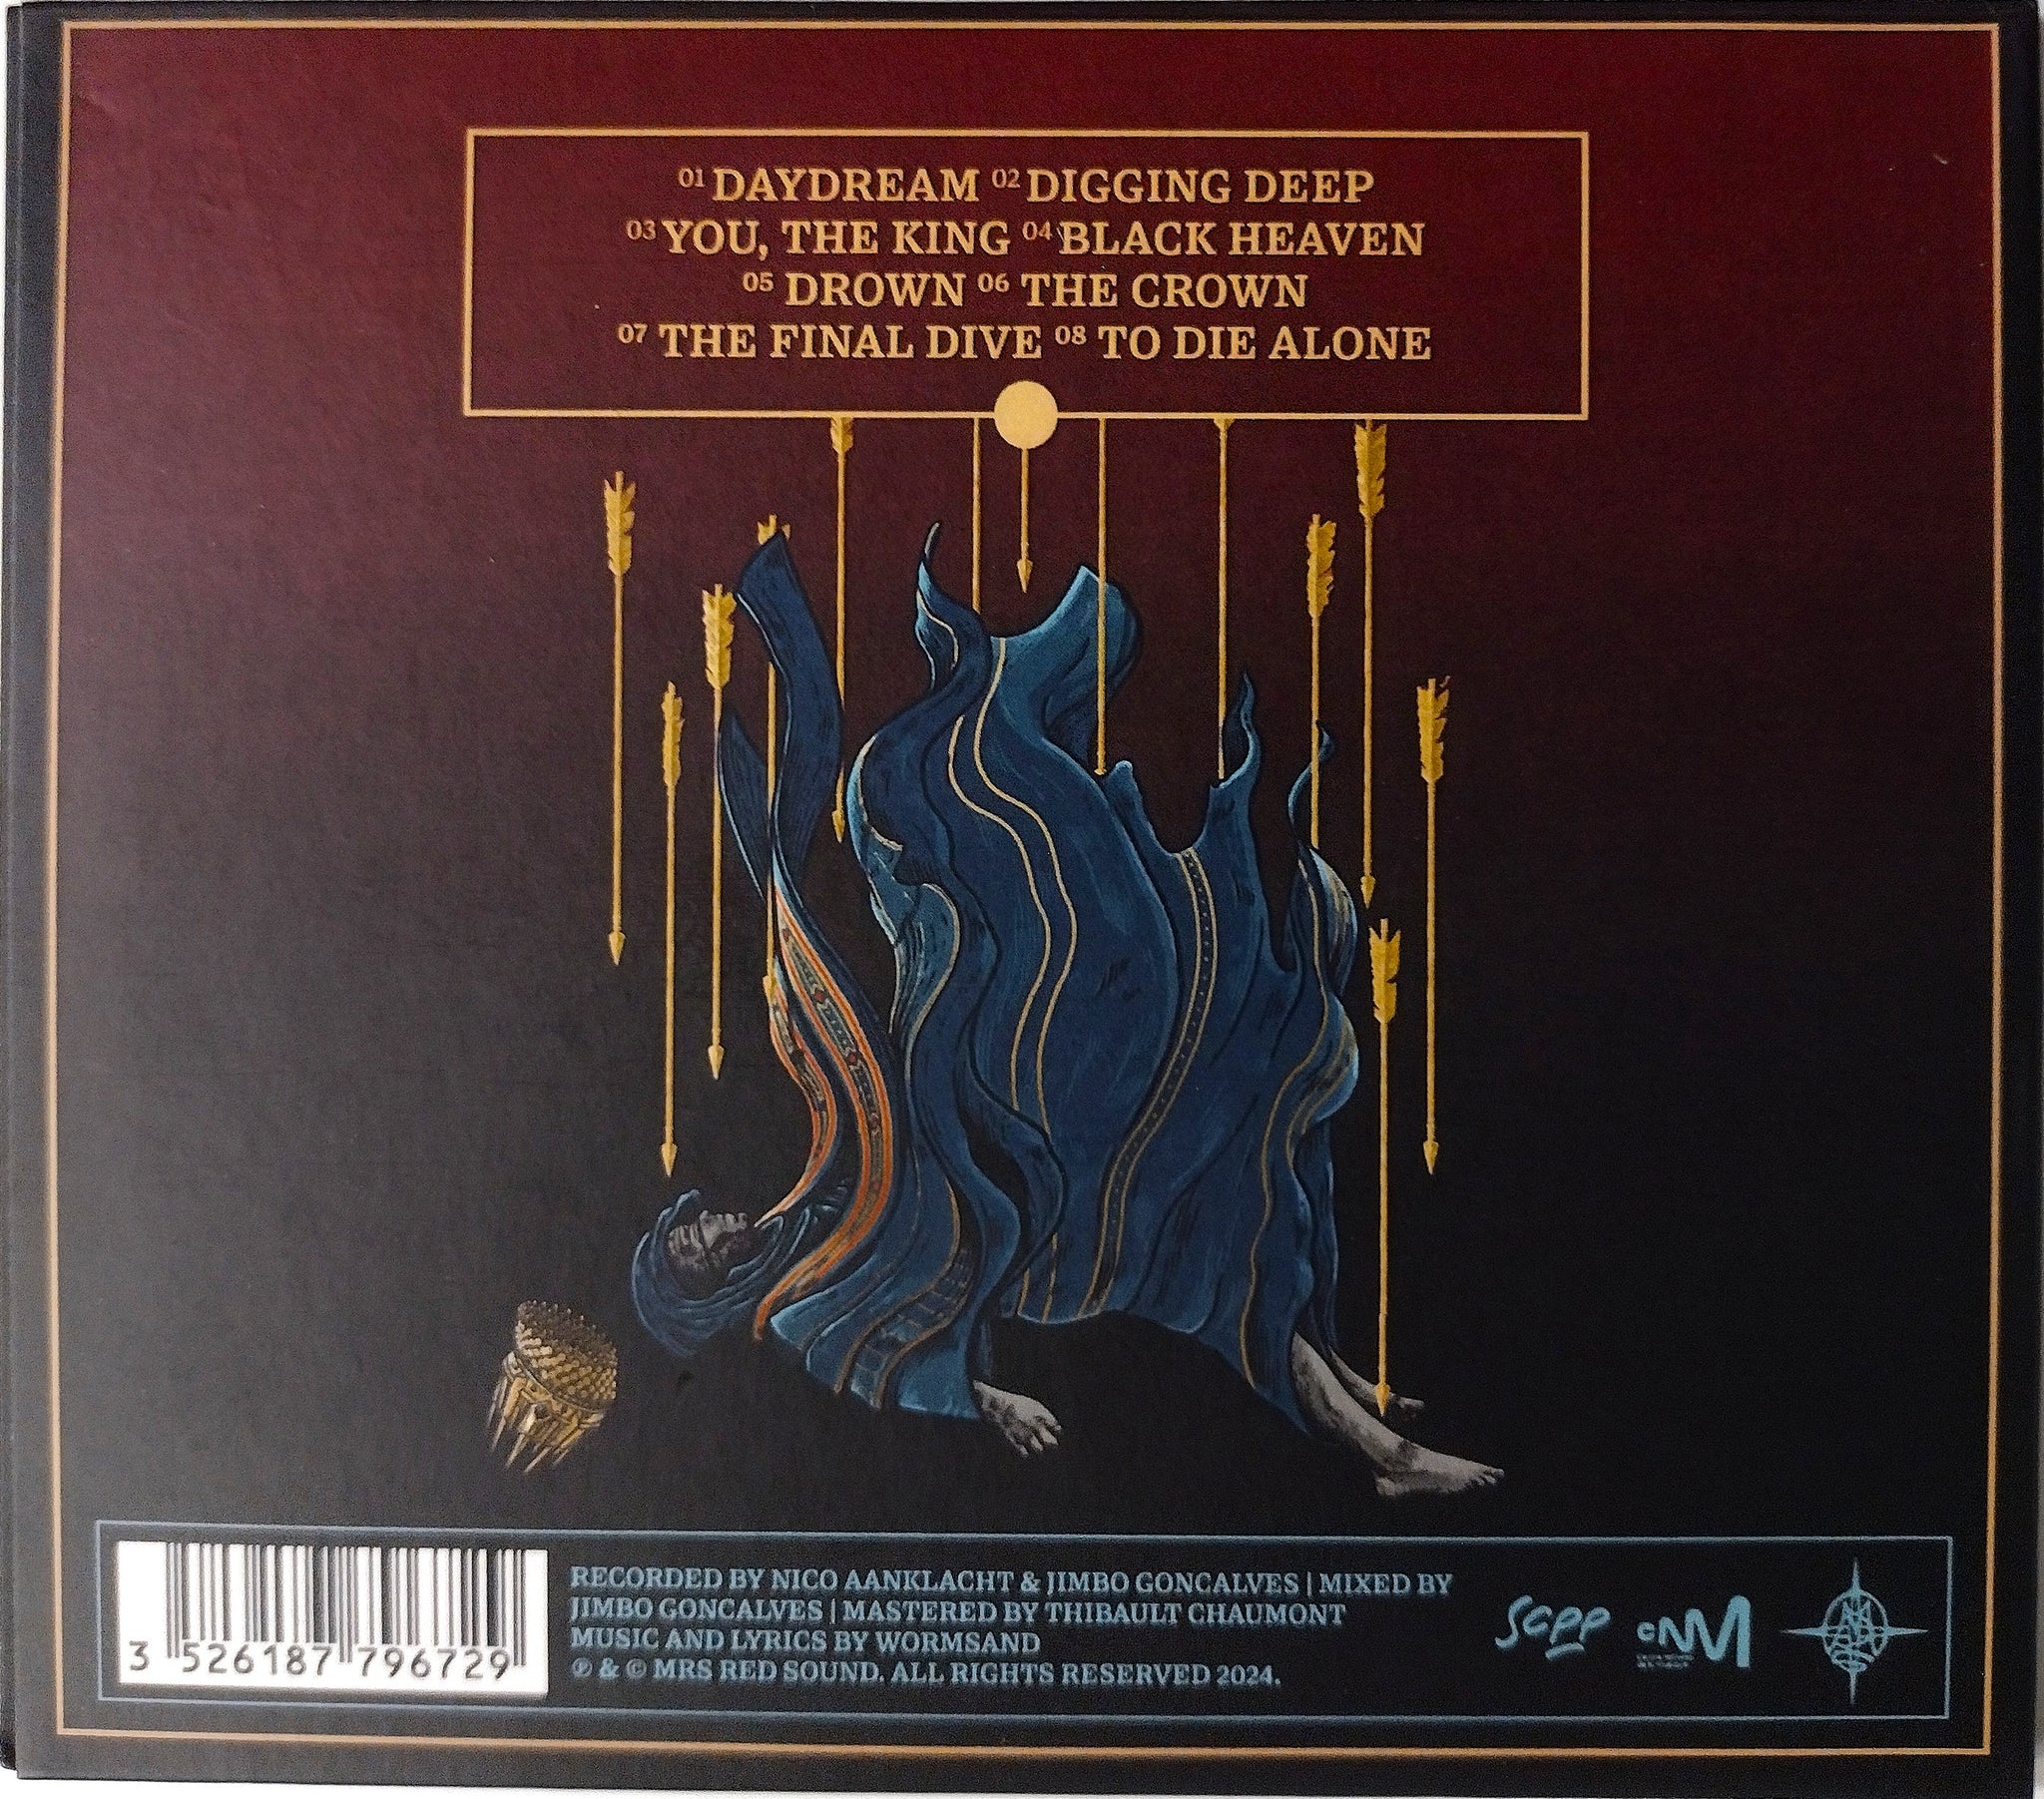 01 DAYDREAM 02 DIGGING DEEP
03 YOU, THE KING 04 BLACK HEAVEN
05 DROWN 06 THE CROWN
07 THE FINAL DIVE 08 TO DIE ALONE
3 526187 796729
RECORDED BY NICO AANKLACHT & JIMBO GONCALVES | MIXED BY
JIMBO GONCALVES | MASTERED BY THIBAULT CHAUMONT
MUSIC AND LYRICS BY WORMSAND
℗ & © MRS RED SOUND. ALL RIGHTS RESERVED 2024.
SCPP
CNM